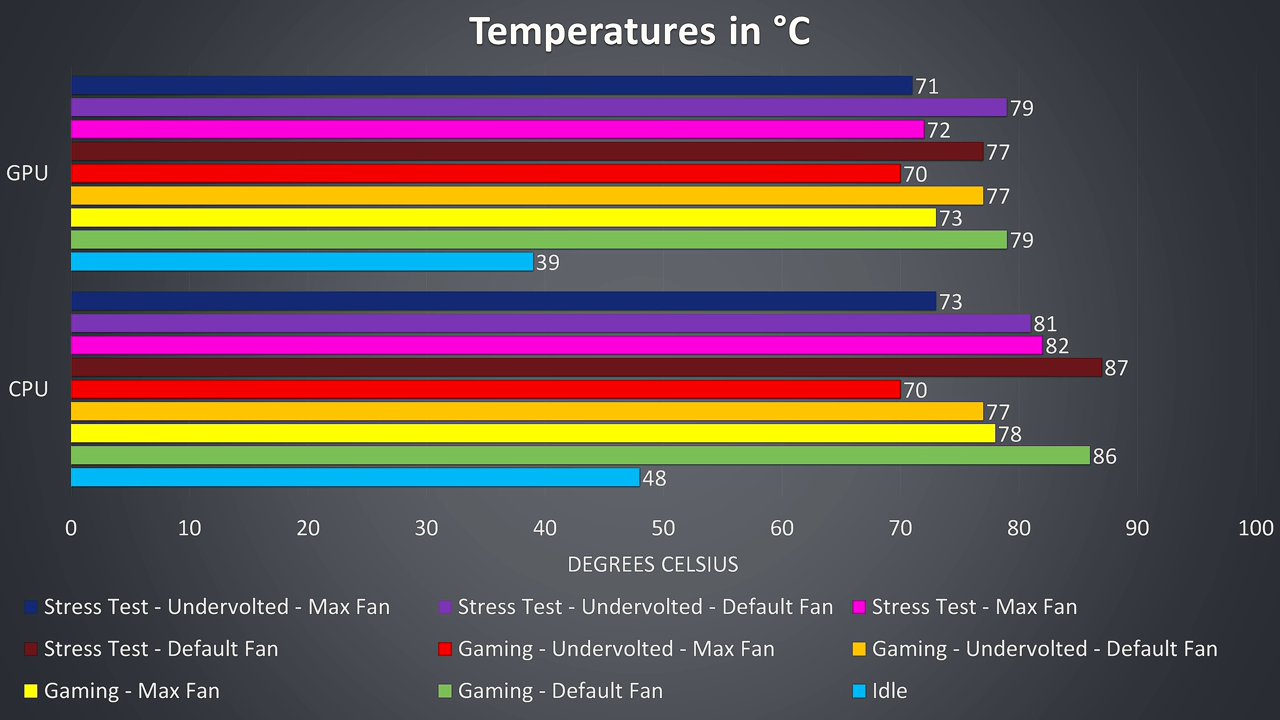 Temperatures in °C
71
79
72
77
GPU
70
77
73
79
39
73
81
82
87
CPU
70
77
78
86
48
0 10 20 30 40 50 60 70 80 90 100
DEGREES CELSIUS
Stress Test - Undervolted - Max Fan Stress Test - Undervolted - Default Fan Stress Test - Max Fan
Stress Test - Default Fan Gaming - Undervolted - Max Fan Gaming - Undervolted - Default Fan
Gaming - Max Fan Gaming - Default Fan Idle